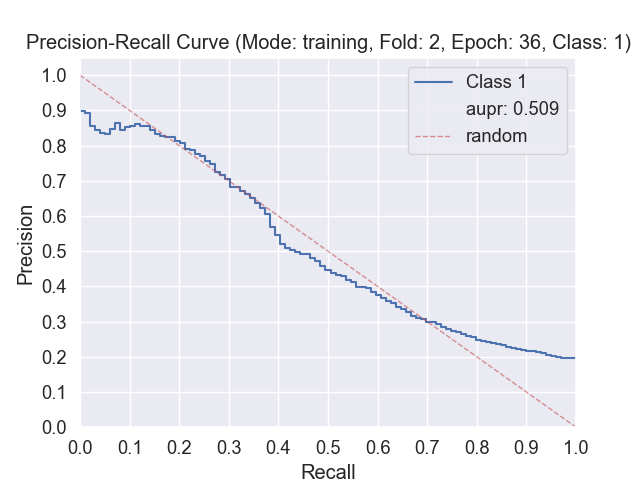 Precision-Recall Curve (Mode: training, Fold: 2, Epoch: 36, Class: 1)
1.0
0.9
0.8
0.7
0.6
0.5
0.4
0.3
0.2
0.1
0.0
Precision
Class 1
aupr: 0.509
random
0.0 0.1 0.2 0.3 0.4 0.5 0.6 0.7 0.8 0.9 1.0
Recall